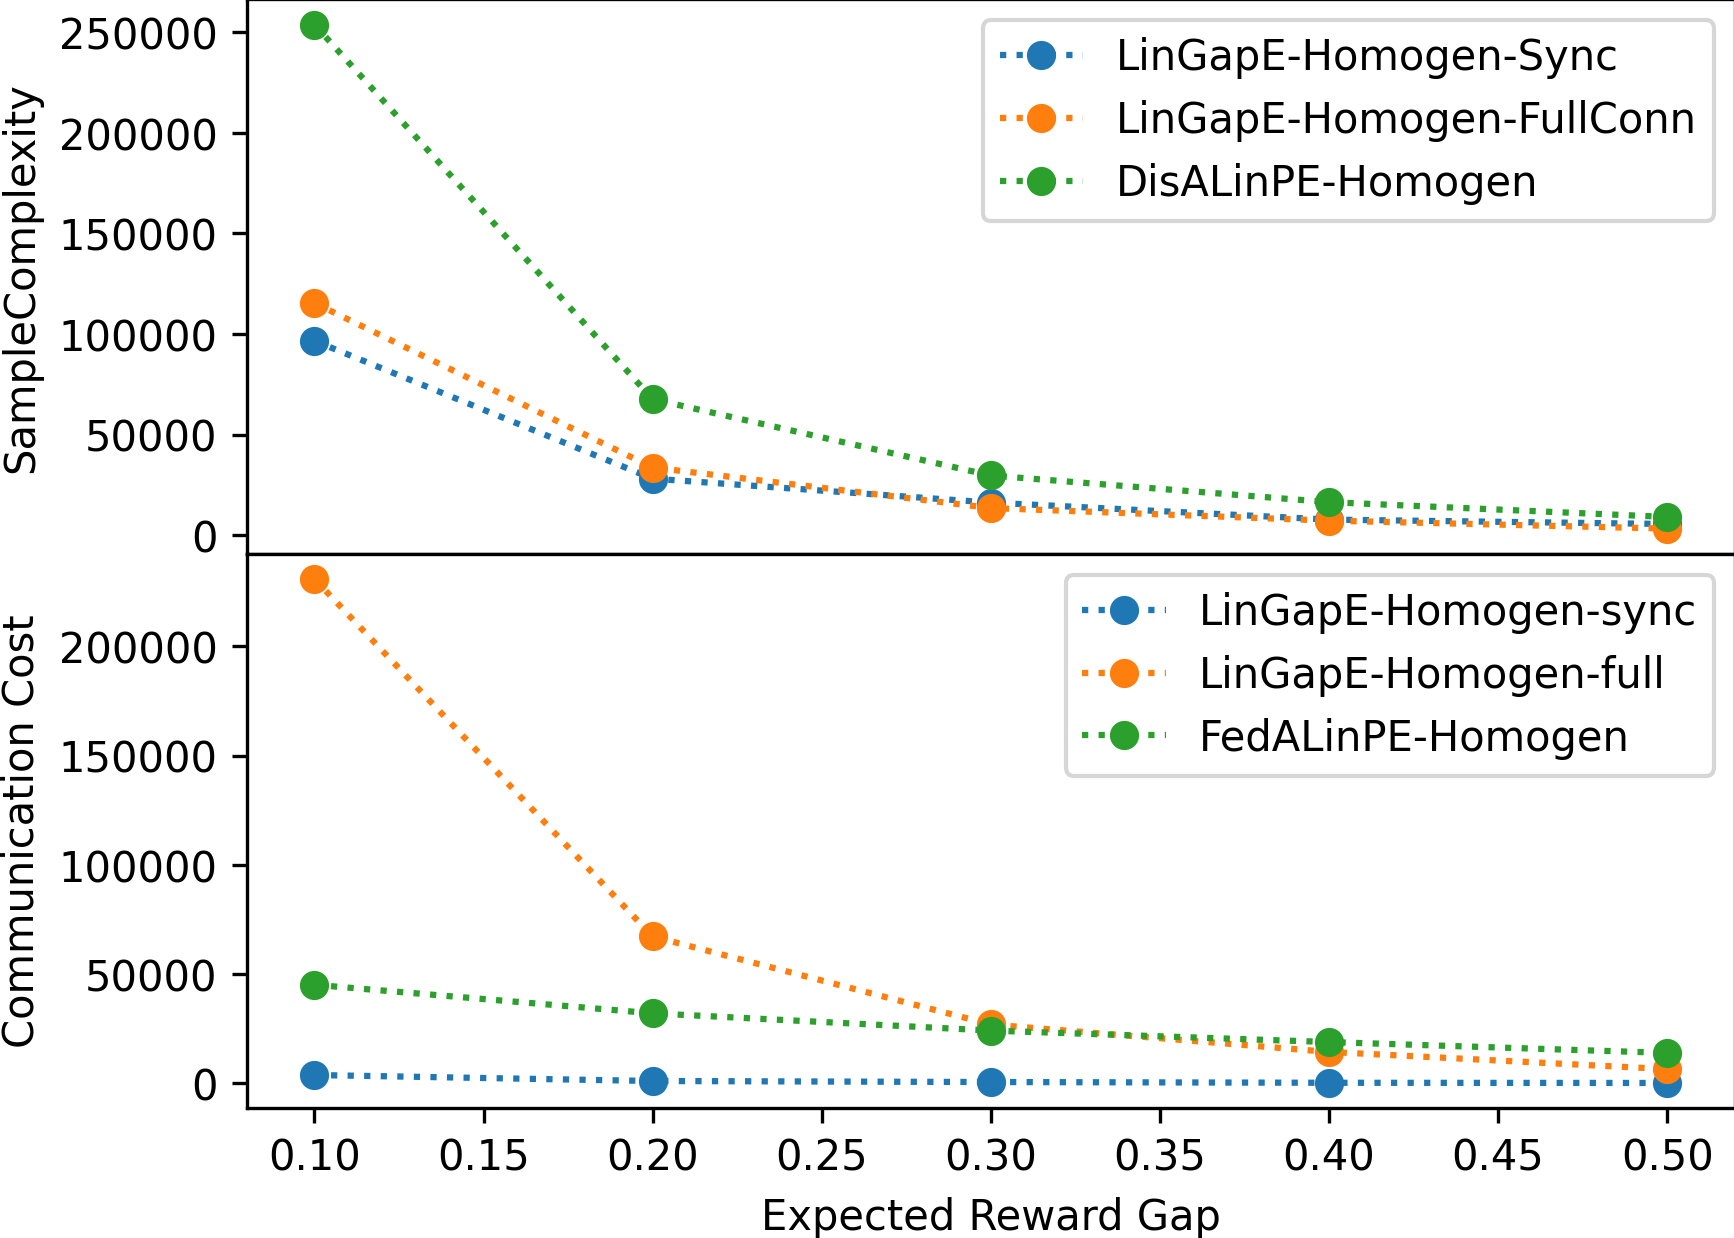 SampleComplexity
250000
200000
150000
100000
50000
0
LinGapE-Homogen-Sync
LinGapE-Homogen-FullConn
DisALinPE-Homogen
Communication Cost
200000
150000
100000
50000
0
LinGapE-Homogen-sync
LinGapE-Homogen-full
FedALinPE-Homogen
0.10 0.15 0.20 0.25 0.30 0.35 0.40 0.45 0.50
Expected Reward Gap